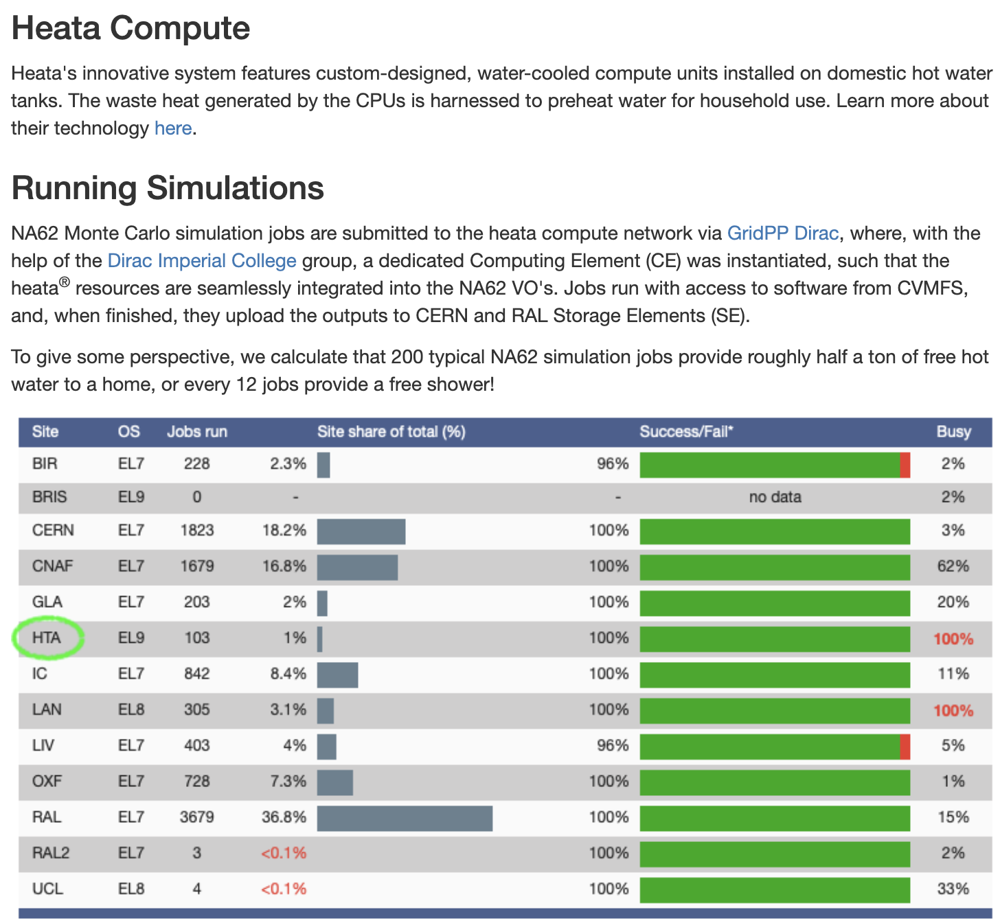 Heata Compute
Heata's innovative system features custom-designed, water-cooled compute units installed on domestic hot water
tanks. The waste heat generated by the CPUs is harnessed to preheat water for household use. Learn more about
their technology here.
Running Simulations
NA62 Monte Carlo simulation jobs are submitted to the heata compute network via GridPP Dirac, where, with the
help of the Dirac Imperial College group, a dedicated Computing Element (CE) was instantiated, such that the
heata® resources are seamlessly integrated into the NA62 VO's. Jobs run with access to software from CVMFS,
and, when finished, they upload the outputs to CERN and RAL Storage Elements (SE).
To give some perspective, we calculate that 200 typical NA62 simulation jobs provide roughly half a ton of free hot
water to a home, or every 12 jobs provide a free shower!
Site OS Jobs run Site share of total (%) Success/Fail* Busy
BIR EL7 228 2.3% 96% 2%
BRIS EL9 0 - - no data 2%
CERN EL7 1823 18.2% 100% 3%
CNAF EL7 1679 16.8% 100% 62%
GLA EL7 203 2% 100% 20%
HTA EL9 103 1% 100% 100%
IC EL7 842 8.4% 100% 11%
LAN EL8 305 3.1% 100% 100%
LIV EL7 403 4% 96% 5%
OXF EL7 728 7.3% 100% 1%
RAL EL7 3679 36.8% 100% 15%
RAL2 EL7 3 <0.1% 100% 2%
UCL EL8 4 <0.1% 100% 33%